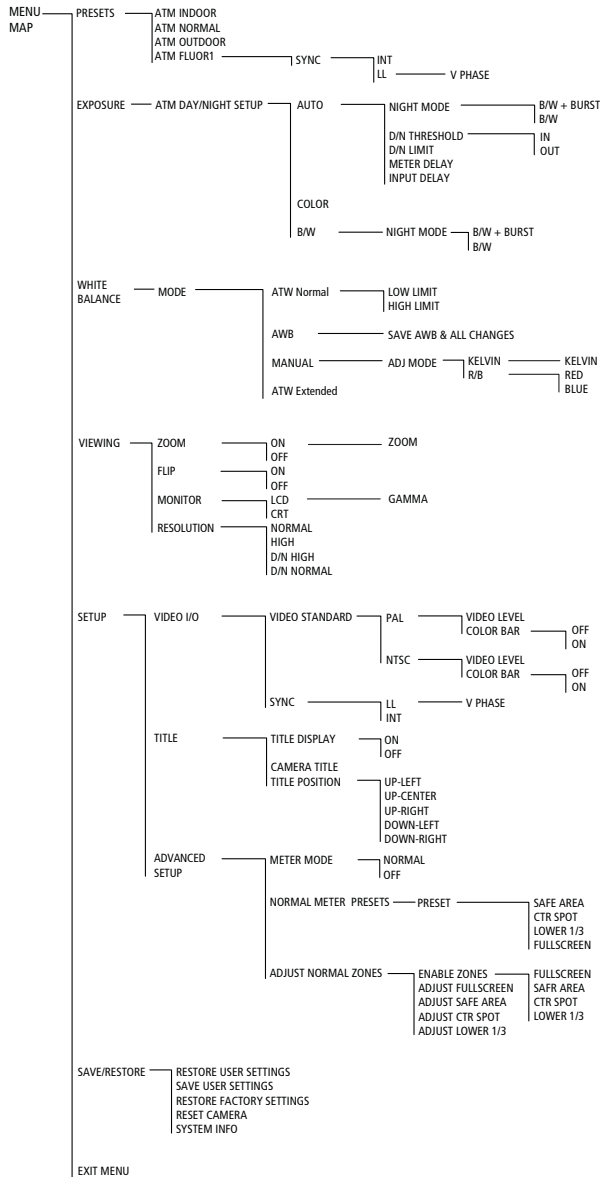 MENU PRESETS ATM INDOOR
MAP ATM NORMAL
ATM OUTDOOR
ATM FLUOR1 SYNC INT
LL V PHASE
EXPOSURE ATM DAY/NIGHT SETUP AUTO NIGHT MODE B/W + BURST
B/W
D/N THRESHOLD IN
D/N LIMIT OUT
METER DELAY
INPUT DELAY
COLOR
B/W NIGHT MODE B/W + BURST
B/W
WHITE
BALANCE MODE ATW Normal LOW LIMIT
HIGH LIMIT
AWB SAVE AWB & ALL CHANGES
MANUAL ADJ MODE KELVIN KELVIN
R/B RED
BLUE
ATW Extended
VIEWING ZOOM ON ZOOM
OFF
FLIP ON
OFF
MONITOR LCD GAMMA
CRT
RESOLUTION NORMAL
HIGH
D/N HIGH
D/N NORMAL
SETUP VIDEO I/O VIDEO STANDARD PAL VIDEO LEVEL
COLOR BAR OFF
ON
NTSC VIDEO LEVEL
COLOR BAR OFF
ON
SYNC LL V PHASE
INT
TITLE TITLE DISPLAY ON
OFF
CAMERA TITLE
TITLE POSITION UP-LEFT
UP-CENTER
UP-RIGHT
DOWN-LEFT
DOWN-RIGHT
ADVANCED METER MODE NORMAL
SETUP OFF
NORMAL METER PRESETS PRESET SAFE AREA
CTR SPOT
LOWER 1/3
FULLSCREEN
ADJUST NORMAL ZONES ENABLE ZONES FULLSCREEN
ADJUST FULLSCREEN SAFR AREA
ADJUST SAFE AREA CTR SPOT
ADJUST CTR SPOT LOWER 1/3
ADJUST LOWER 1/3
SAVE/RESTORE RESTORE USER SETTINGS
SAVE USER SETTINGS
RESTORE FACTORY SETTINGS
RESET CAMERA
SYSTEM INFO
EXIT MENU